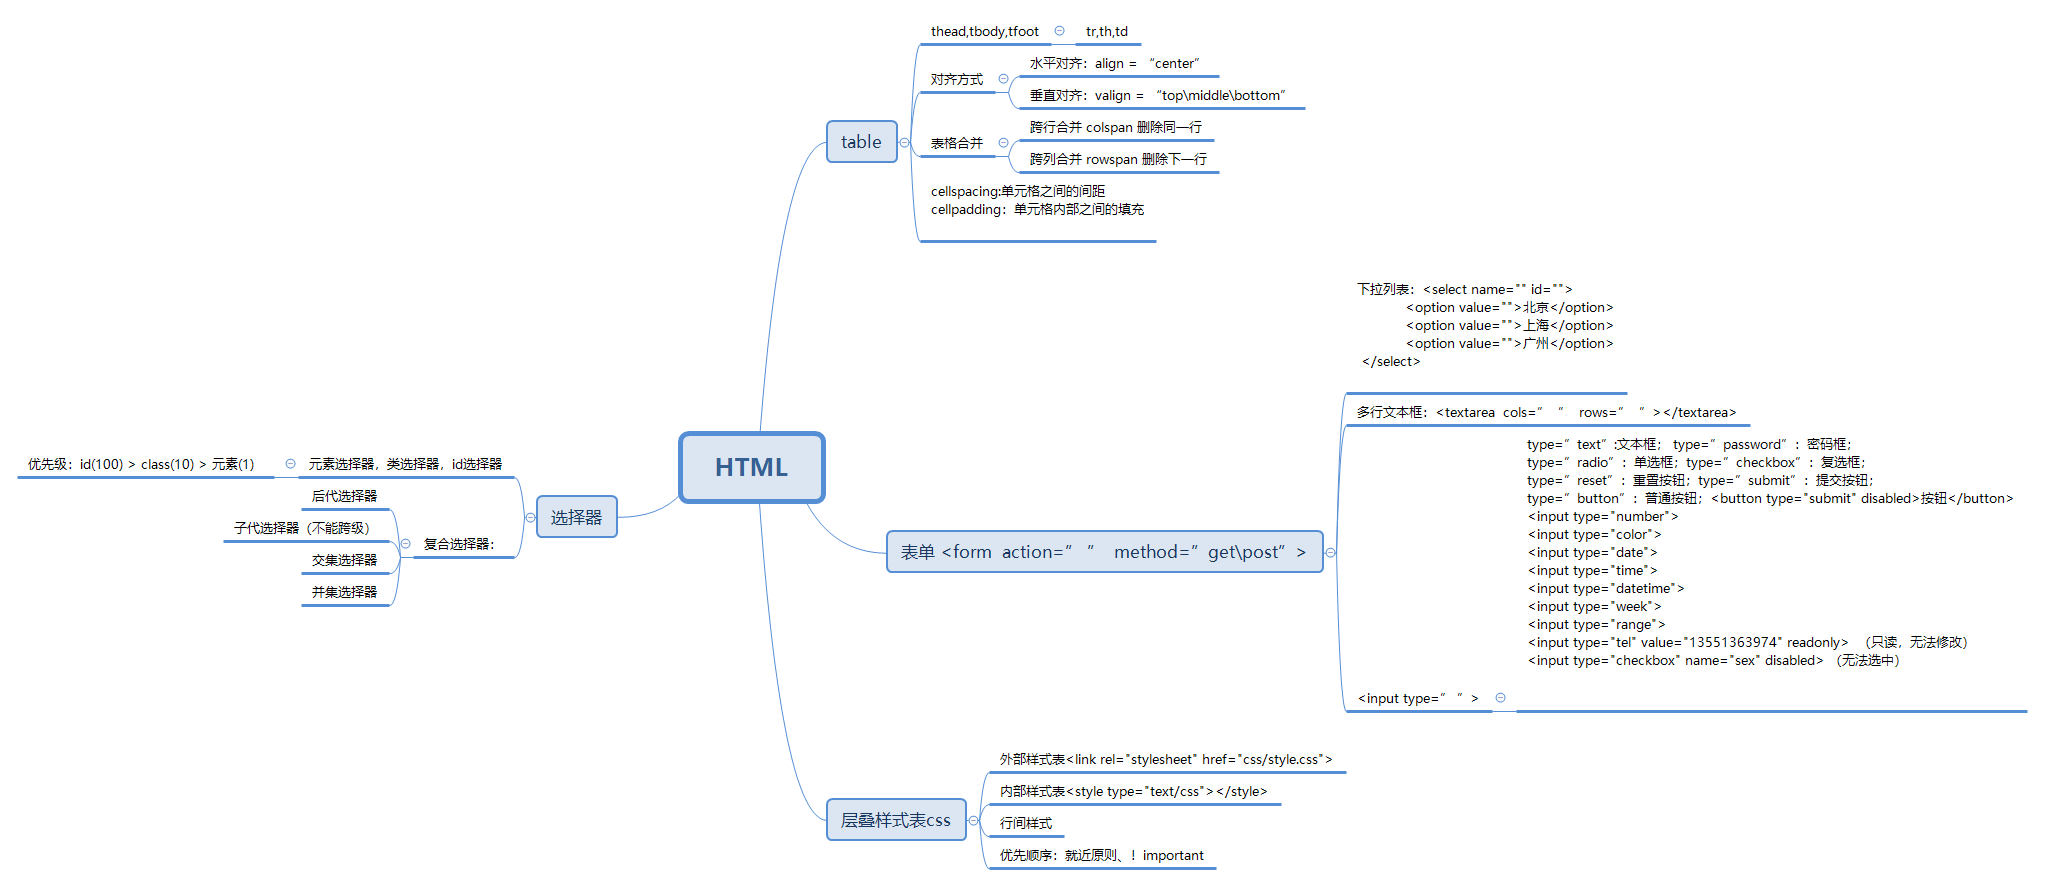 HTML
table
thead,tbody,tfoot
tr,th,td
对齐方式
水平对齐：align = “center”
垂直对齐：valign = “top\middle\bottom”
表格合并
跨行合并 colspan 删除同一行
跨列合并 rowspan 删除下一行
cellspacing:单元格之间的间距
cellpadding：单元格内部之间的填充
表单 <form  action=” ”  method=”get\post”>
下拉列表：<select name="" id="">
<option value="">北京</option>
<option value="">上海</option>
<option value="">广州</option>
</select>
多行文本框：<textarea  cols=”  ”  rows=”  ”></textarea>
<input type=” ”>
type=”text”:文本框； type=”password”：密码框；
type=”radio”：单选框；type=”checkbox”：复选框；
type=”reset”：重置按钮；type=”submit”：提交按钮；
type=”button”：普通按钮；<button type="submit" disabled>按钮</button>
<input type="number">
<input type="color">
<input type="date">
<input type="time">
<input type="datetime">
<input type="week">
<input type="range">
<input type="tel" value="13551363974" readonly> （只读，无法修改）
<input type="checkbox" name="sex" disabled> （无法选中）
层叠样式表css
外部样式表<link rel="stylesheet" href="css/style.css">
内部样式表<style type="text/css"></style>
行间样式
优先顺序：就近原则、！important
选择器
元素选择器，类选择器，id选择器
优先级：id(100) > class(10) > 元素(1)
复合选择器：
后代选择器
子代选择器（不能跨级）
交集选择器
并集选择器